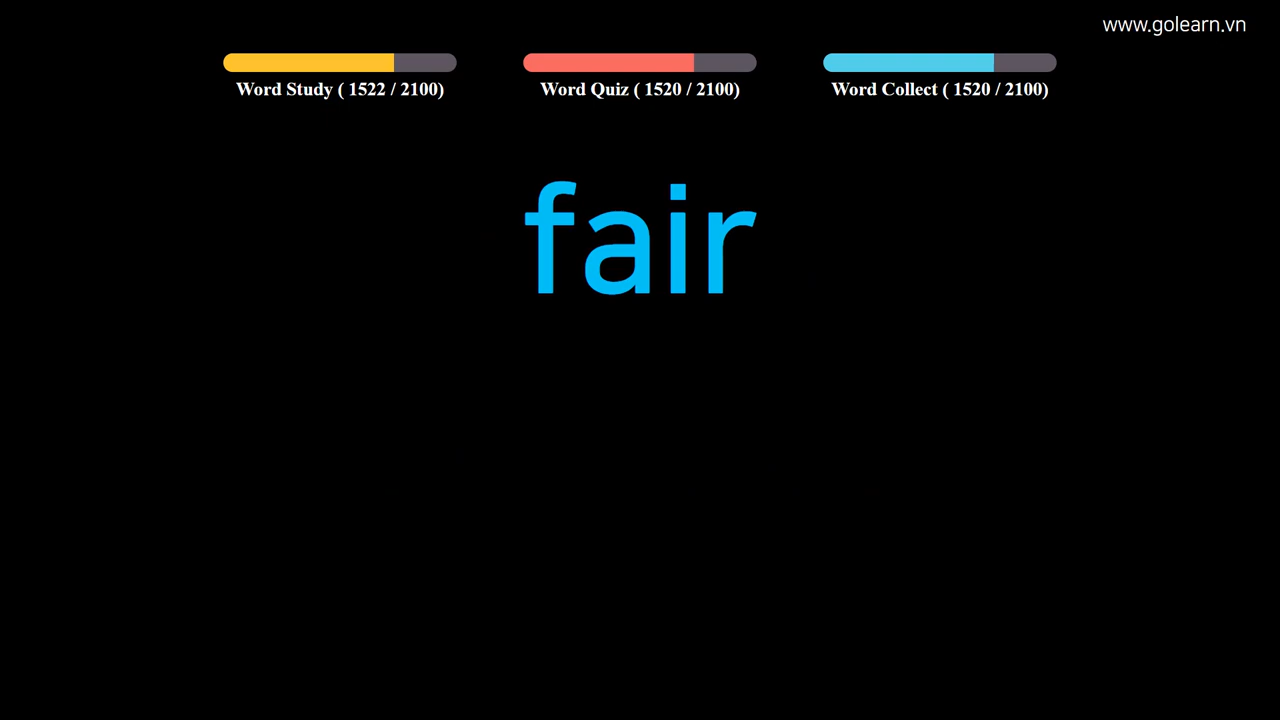 www.golearn.vn
Word Study ( 1522 / 2100)
Word Quiz ( 1520 / 2100)
Word Collect ( 1520 / 2100)
fair